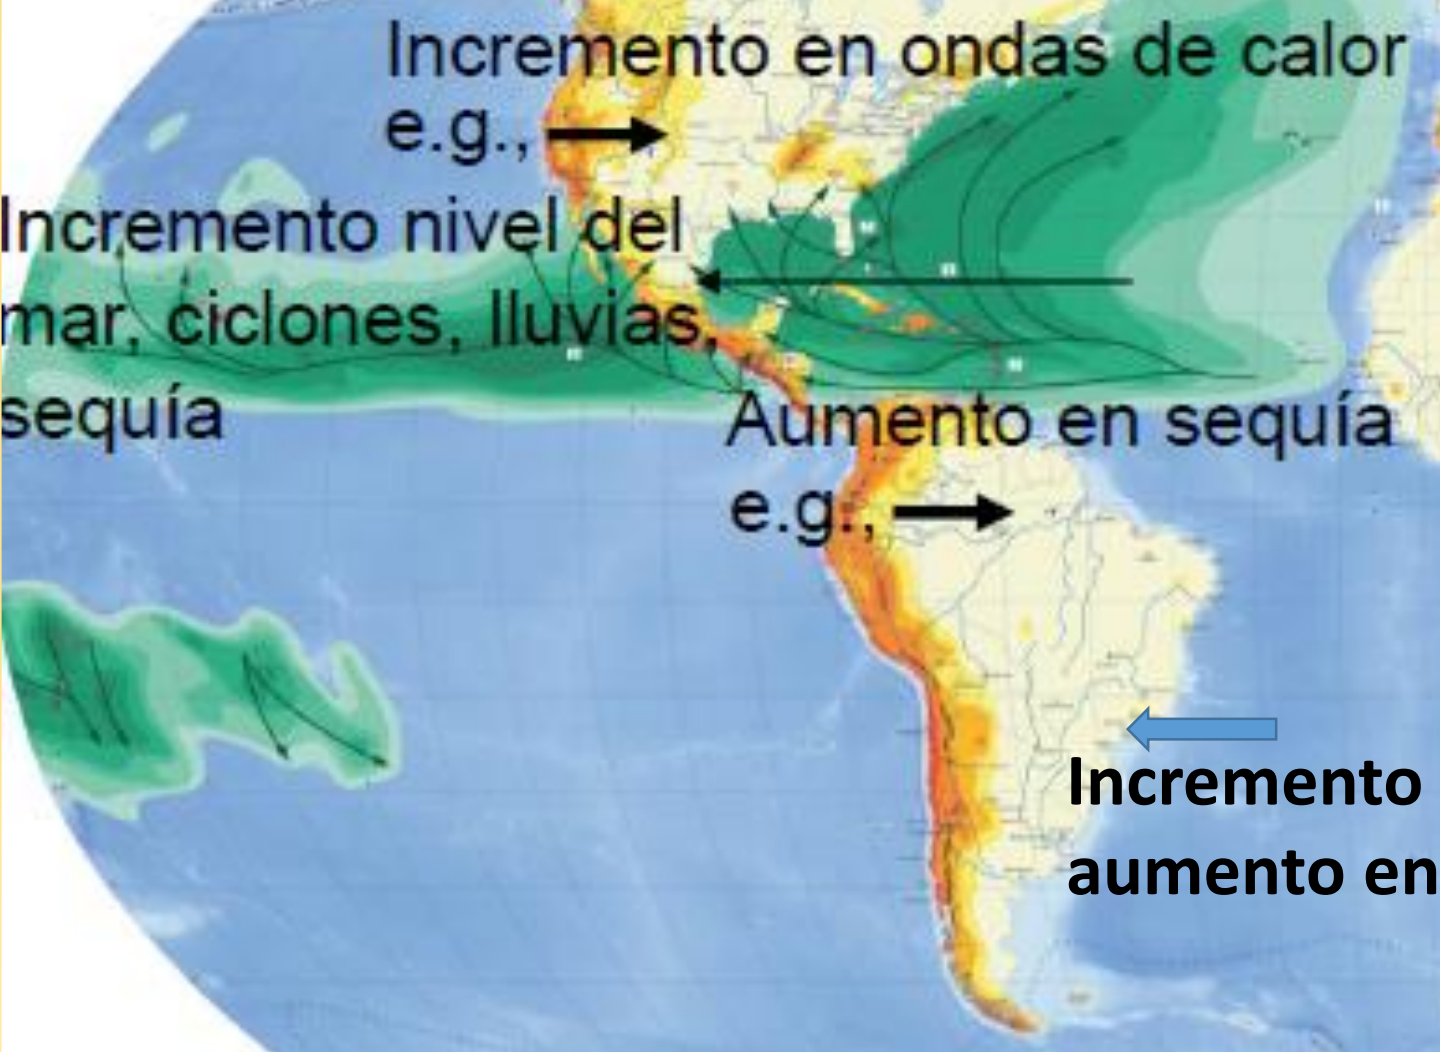 Incremento en ondas de calor
e.g.,
Incremento nivel del
mar, ciclones, lluvias,
sequía
Aumento en sequía
e.g.,
Incremento
aumento en